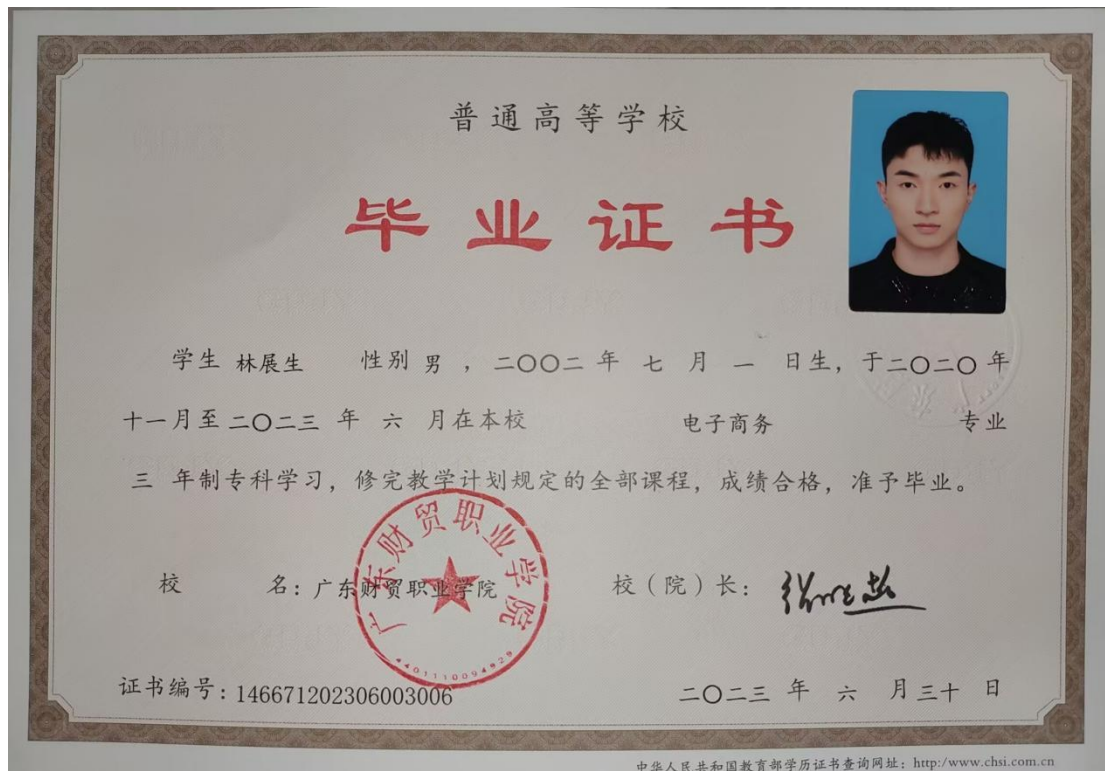 普通高等学校
毕业证书
学生 林展生 性别 男 ，二〇〇二 年 七 月 一 日生，于二〇二〇 年
十一月至 二〇二三 年 六 月在本校 电子商务 专业
三 年制专科学习，修完教学计划规定的全部课程，成绩合格，准予毕业。
广东财贸职业学院
校 名：广东财贸职业学院 校（院）长：
4401110094929
证书编号：146671202306003006 二〇二三 年 六 月三十 日
中华人民共和国教育部学历证书查询网址：http:/www.chsi.com.cn